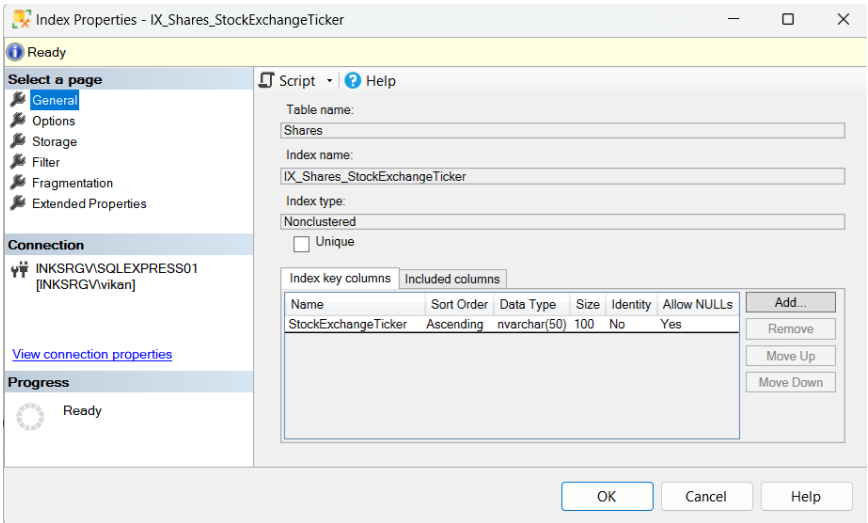 Index Properties - IX_Shares_StockExchangeTicker
Ready
Select a page
General
Options
Storage
Filter
Fragmentation
Extended Properties
Connection
INKSRGV\SQLEXPRESS01
[INKSRGV\vikan]
View connection properties
Progress
Ready
Script
Help
Table name:
Shares
Index name:
IX_Shares_StockExchangeTicker
Index type:
Nonclustered
Unique
Index key columns Included columns
Name Sort Order Data Type Size Identity Allow NULLs
StockExchangeTicker Ascending nvarchar(50) 100 No Yes
Add...
Remove
Move Up
Move Down
OK Cancel Help